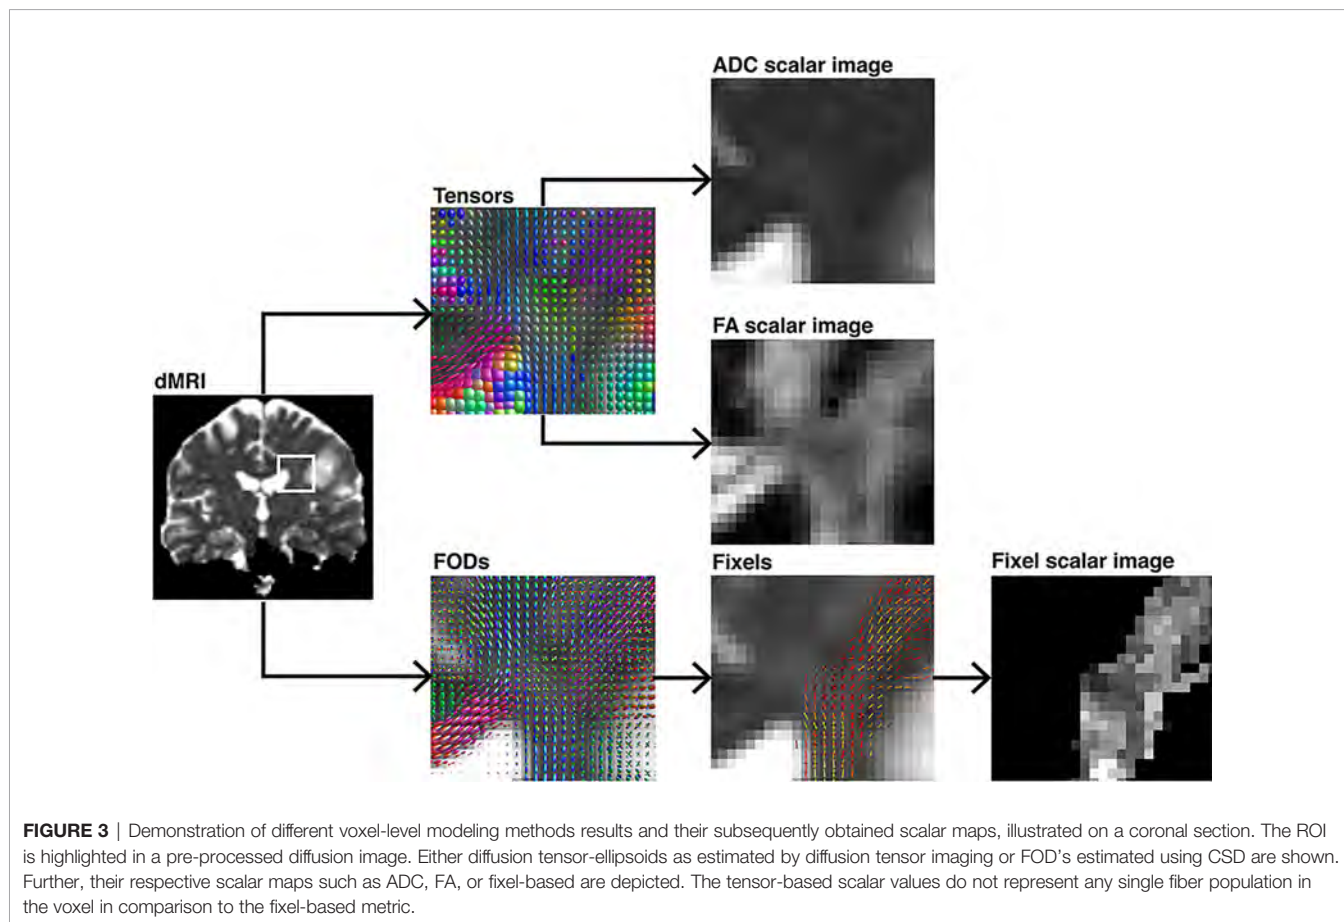 ADC scalar image
Tensors
FA scalar image
dMRI
FODs
Fixels
Fixel scalar image
FIGURE 3 | Demonstration of different voxel-level modeling methods results and their subsequently obtained scalar maps, illustrated on a coronal section. The ROI
is highlighted in a pre-processed diffusion image. Either diffusion tensor-ellipsoids as estimated by diffusion tensor imaging or FOD's estimated using CSD are shown.
Further, their respective scalar maps such as ADC, FA, or fixel-based are depicted. The tensor-based scalar values do not represent any single fiber population in
the voxel in comparison to the fixel-based metric.